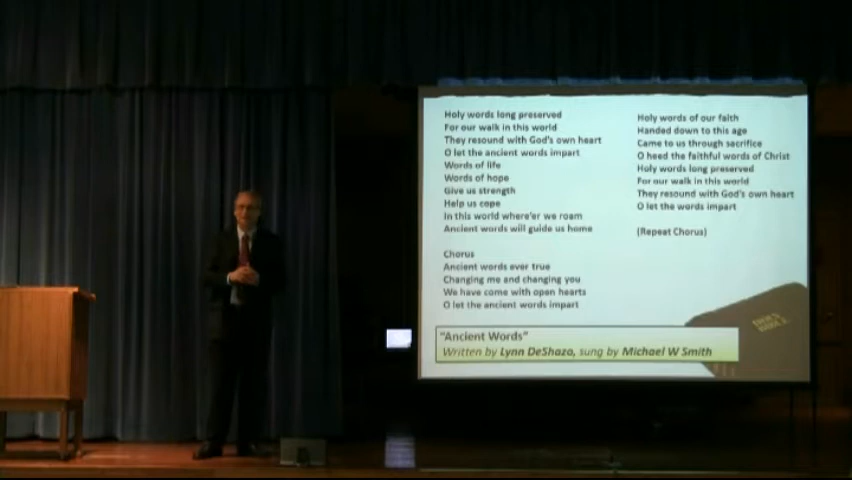 Holy words long preserved
For our walk in this world
They resound with God's own heart
O let the ancient words impart
Words of life
Words of hope
Give us strength
Help us cope
In this world where'er we roam
Ancient words will guide us home
Chorus
Ancient words ever true
Changing me and changing you
We have come with open hearts
O let the ancient words impart
Holy words of our faith
Handed down to this age
Came to us through sacrifice
O heed the faithful words of Christ
Holy words long preserved
For our walk in this world
They resound with God's own heart
O let the words impart
(Repeat Chorus)
HOLY
BIBLE
"Ancient Words"
Written by Lynn DeShazo, sung by Michael W Smith